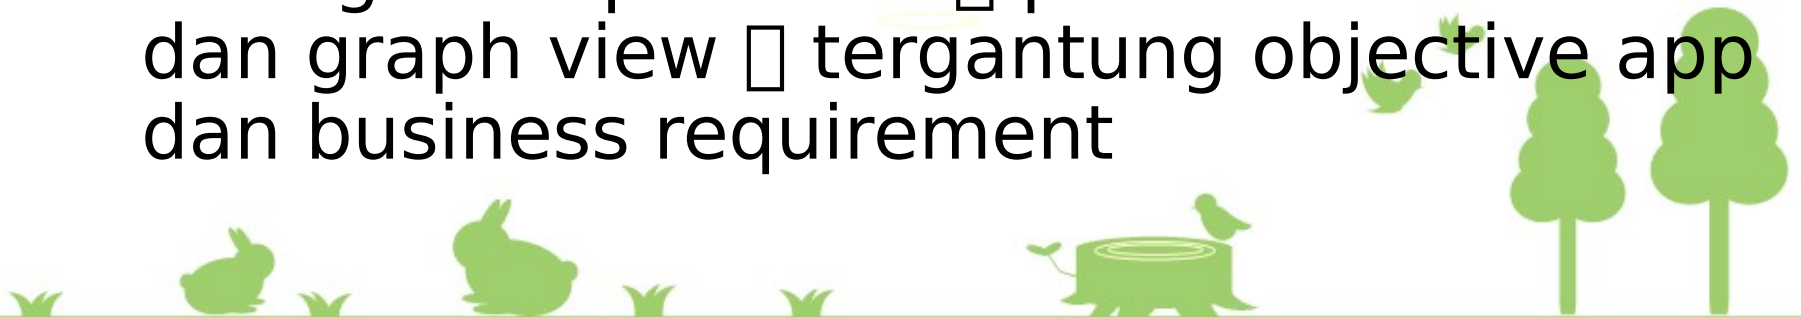 dan graph view  tergantung objective app
dan business requirement